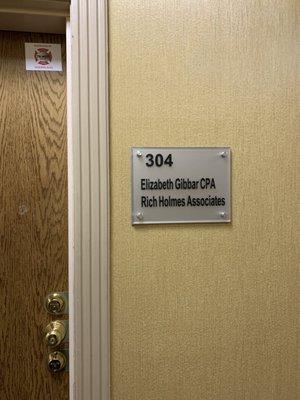 304
Elizabeth Gibbar CPA
Rich Holmes Associates